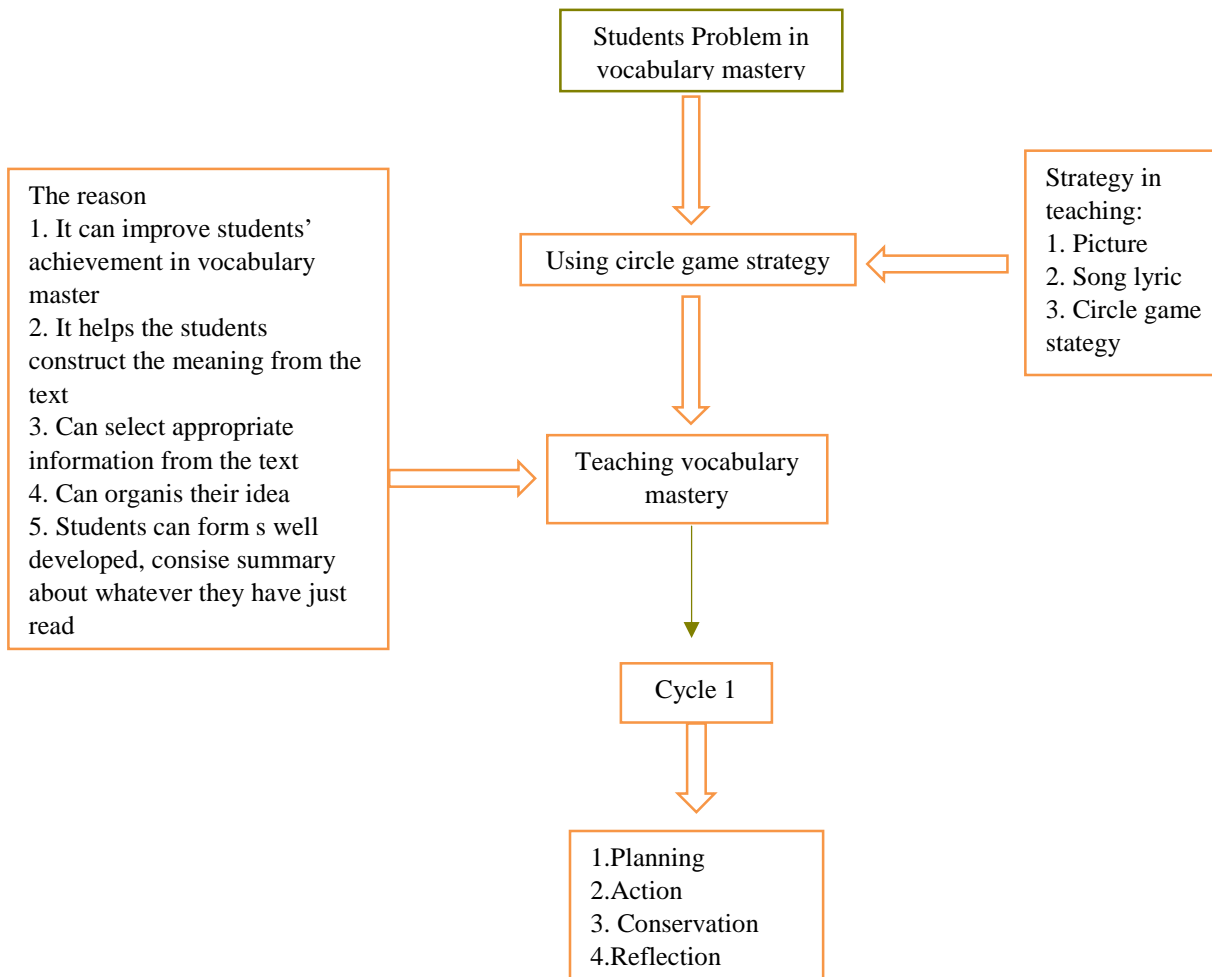 Students Problem in
vocabulary mastery
The reason
1. It can improve students’
achievement in vocabulary
master
2. It helps the students
construct the meaning from the
text
3. Can select appropriate
information from the text
4. Can organis their idea
5. Students can form s well
developed, consise summary
about whatever they have just
read
Using circle game strategy
Strategy in
teaching:
1. Picture
2. Song lyric
3. Circle game
stategy
Teaching vocabulary
mastery
Cycle 1
1.Planning
2.Action
3. Conservation
4.Reflection